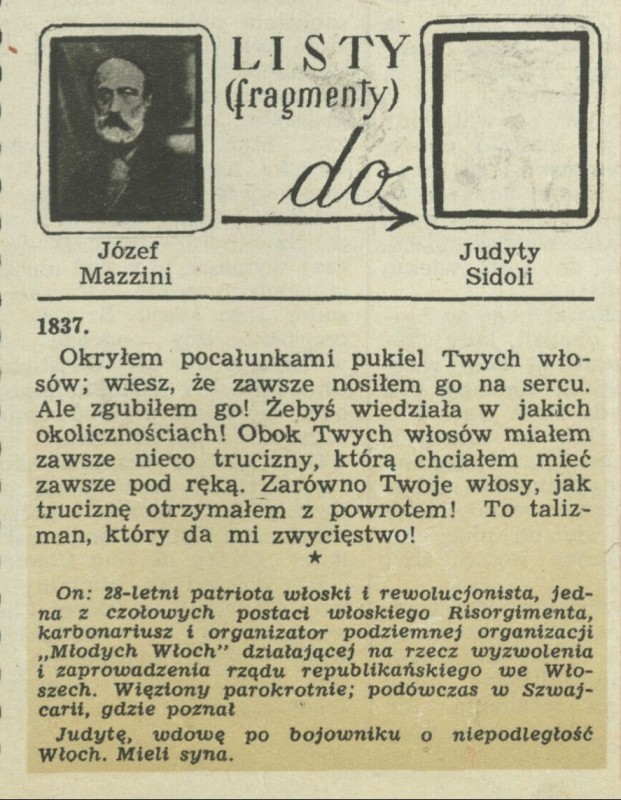 LISTY
(fragmenty)
do
Józef
Mazzini
Judyty
Sidoli
1837.
Okryłem pocałunkami pukiel Twych wło-
sów; wiesz, że zawsze nosiłem go na sercu.
Ale zgubiłem go! Żebyś wiedziała w jakich
okolicznościach! Obok Twych włosów miałem
zawsze nieco trucizny, którą chciałem mieć
zawsze pod ręką. Zarówno Twoje włosy, jak
truciznę otrzymałem z powrotem! To taliz-
man, który da mi zwycięstwo!
On: 28-letni patriota włoski i rewolucjonista, jed-
na z czołowych postaci włoskiego Risorgimenta,
karbonariusz i organizator podziemnej organizacji
„Młodych Włoch” działającej na rzecz wyzwolenia
i zaprowadzenia rządu republikańskiego we Wło-
szech. Więziony parokrotnie; podówczas w Szwaj-
carii, gdzie poznał
Judytę, wdowę po bojowniku o niepodległość
Włoch. Mieli syna.